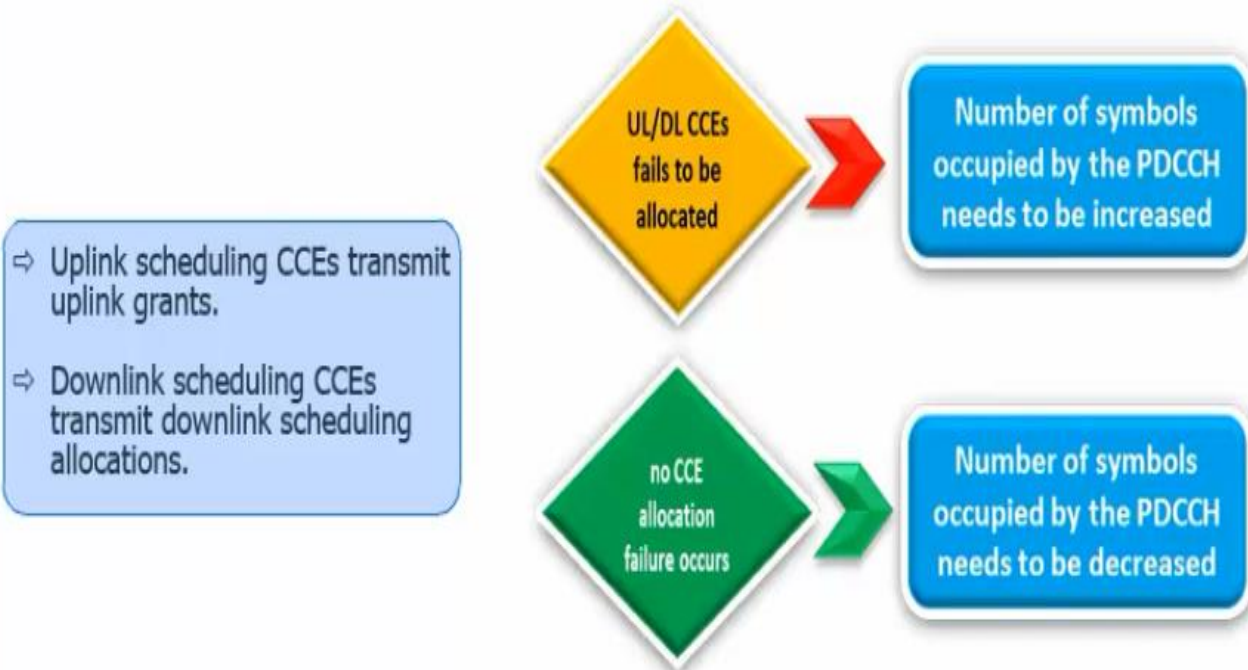 ⇨ Uplink scheduling CCEs transmit
uplink grants.
⇨ Downlink scheduling CCEs
transmit downlink scheduling
allocations.
UL/DL CCEs
fails to be
allocated
Number of symbols
occupied by the PDCCH
needs to be increased
no CCE
allocation
failure occurs
Number of symbols
occupied by the PDCCH
needs to be decreased